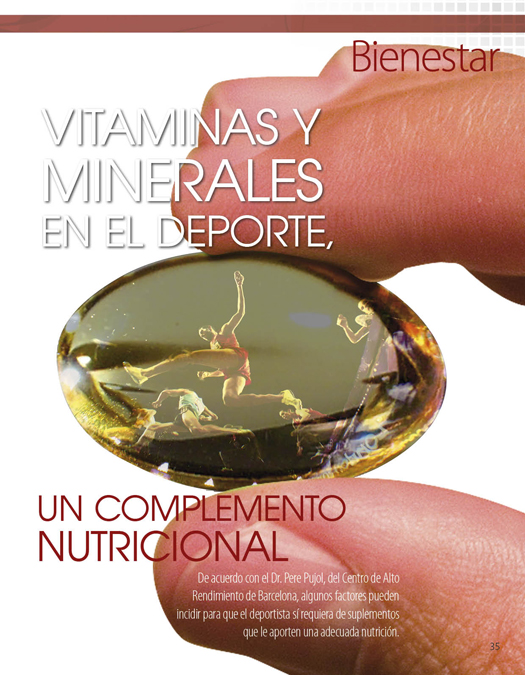 Bienestar
VITAMINAS Y
MINERALES
EN EL DEPORTE,
UN COMPLEMENTO
NUTRICIONAL
De acuerdo con el Dr. Pere Pujol, del Centro de Alto
Rendimiento de Barcelona, algunos factores pueden
incidir para que el deportista sí requiera de suplementos
que le aporten una adecuada nutrición.
35